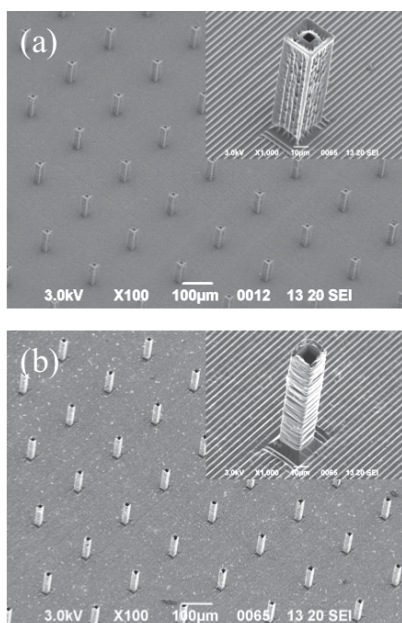 (a)
3.0kV X1,000 10µm 0065 13 20 SEI
3.0kV X100 100µm 0012 13 20 SEI
(b)
3.0kV X1,000 10µm 0065 13 20 SEI
3.0kV X100 100µm 0065 13 20 SEI